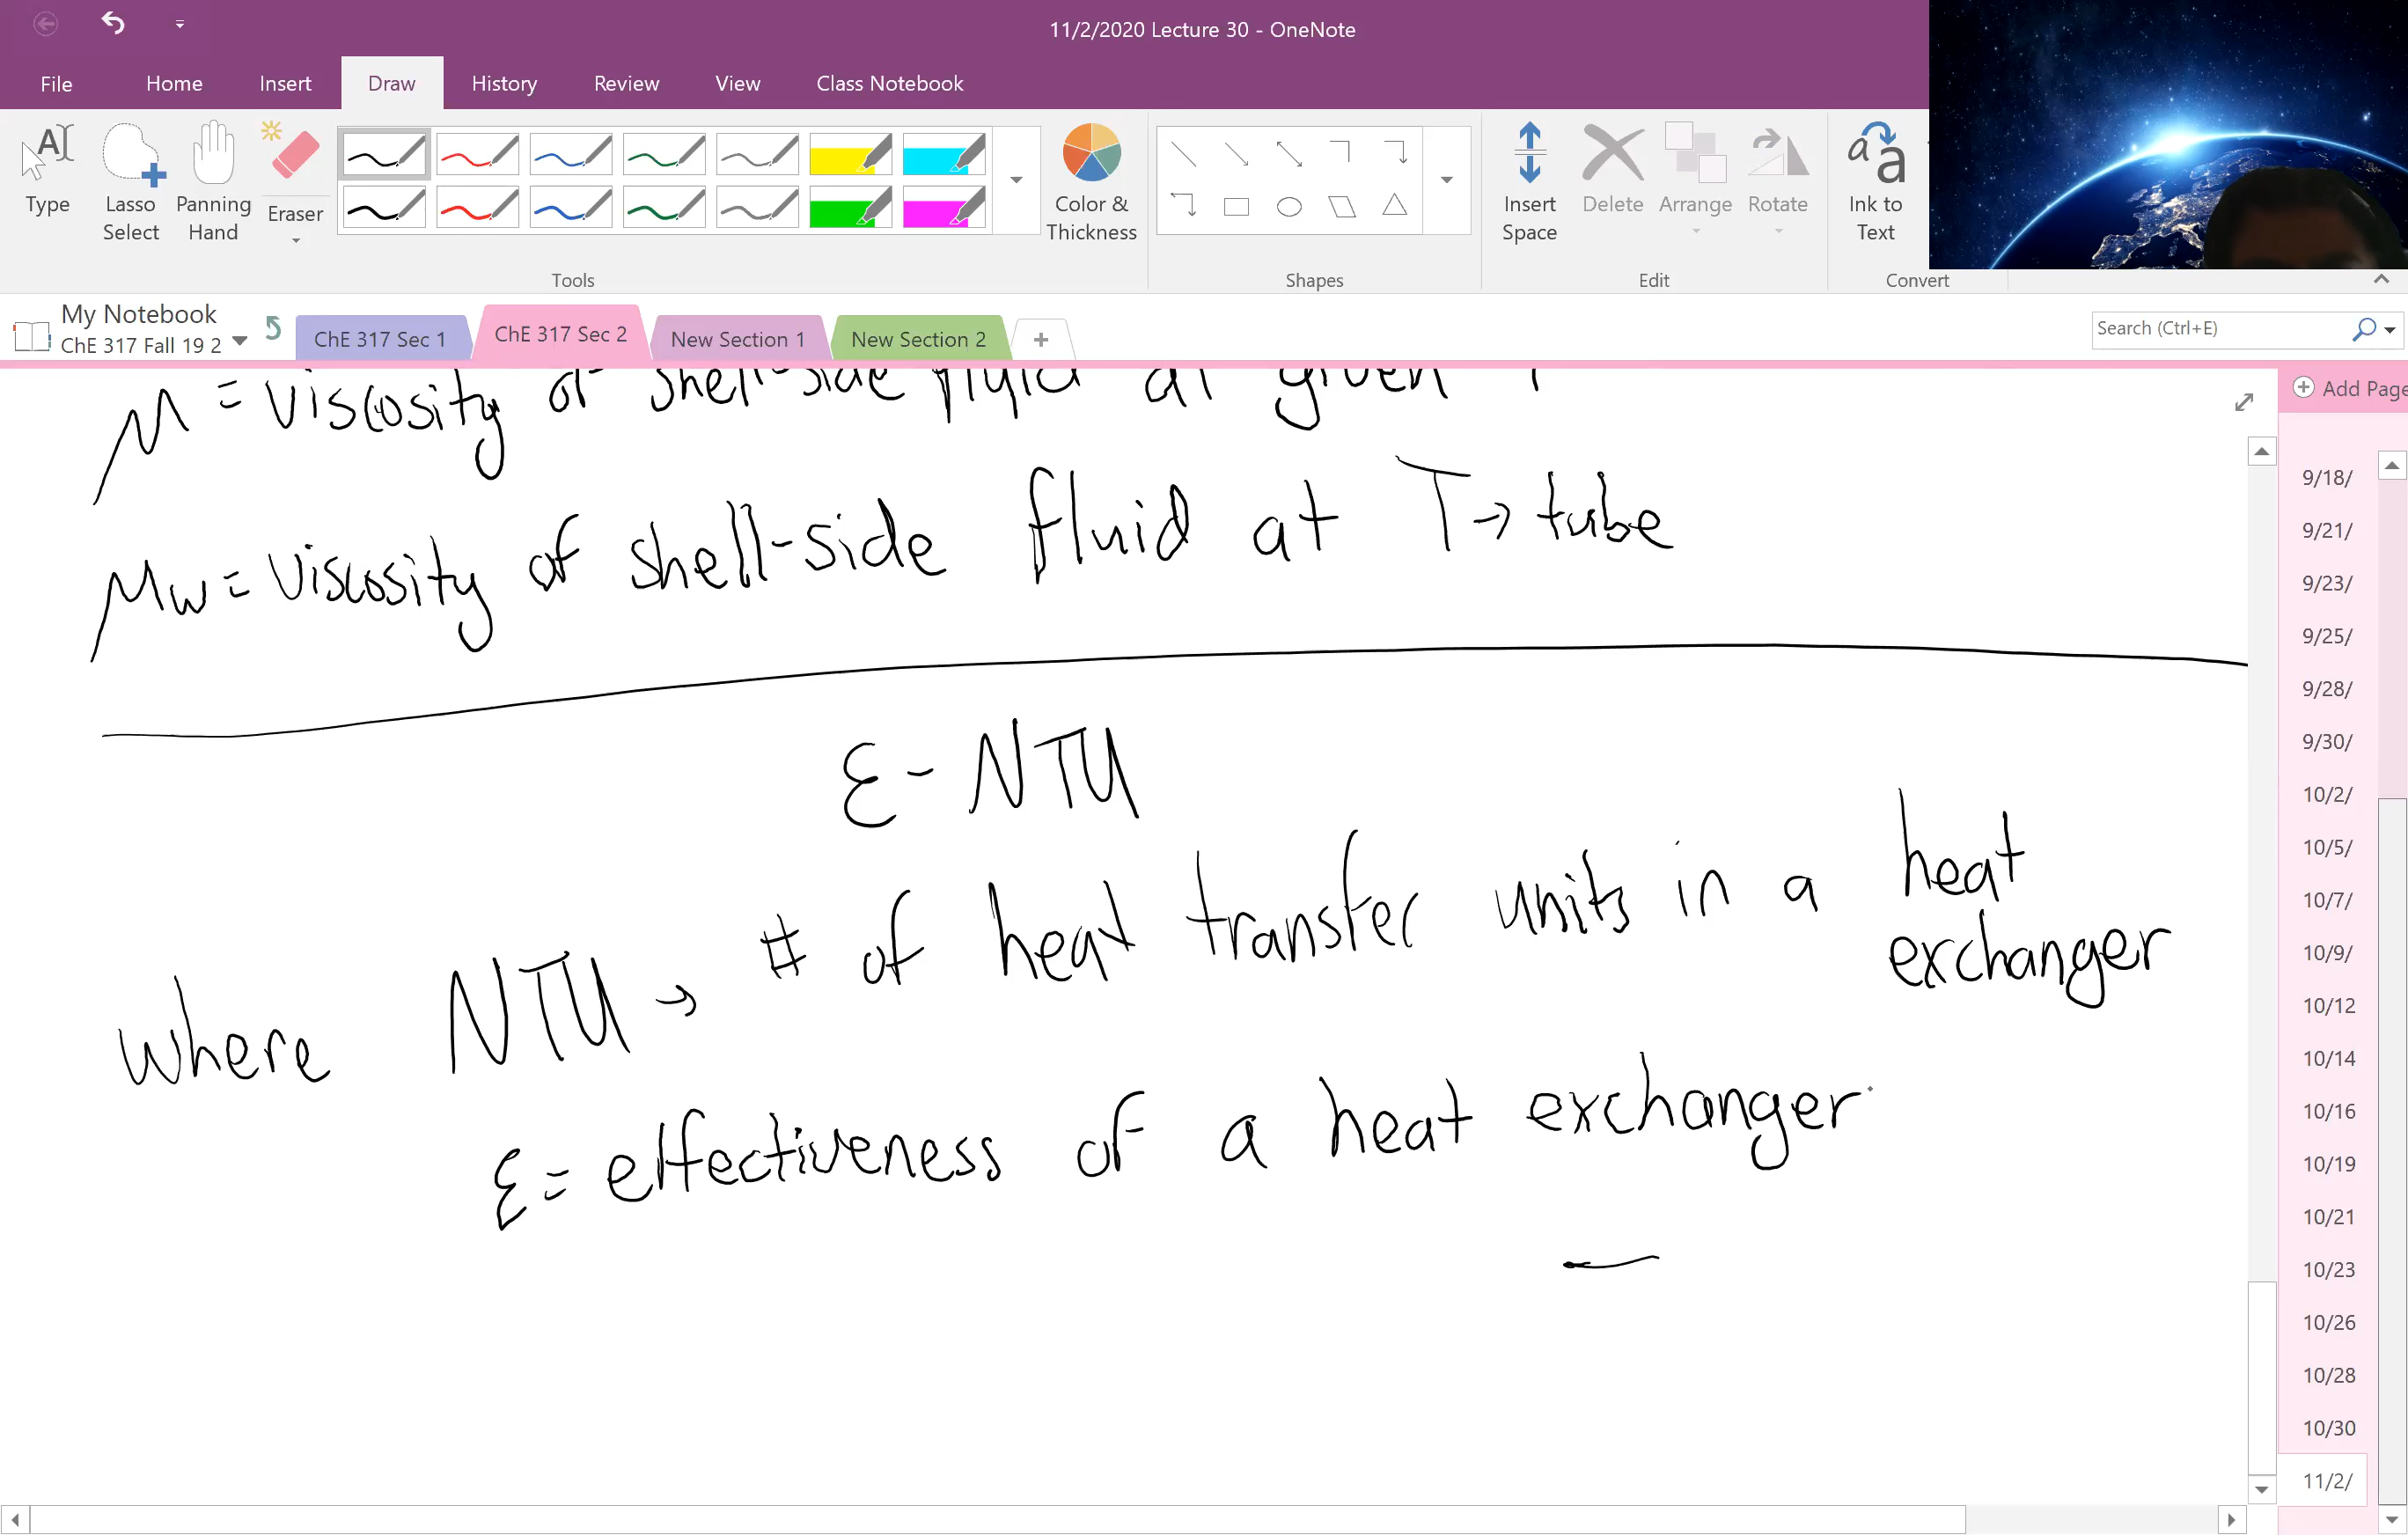 11/2/2020 Lecture 30 - OneNote
File Home Insert Draw History Review View Class Notebook
Type
Lasso Select
Panning Hand
Eraser
Color & Thickness
Insert Space
Delete
Arrange
Rotate
Ink to Text
Tools
Shapes
Edit
Convert
My Notebook
ChE 317 Fall 19 2
ChE 317 Sec 1
ChE 317 Sec 2
New Section 1
New Section 2
+
Search (Ctrl+E)
Add Page
μ = viscosity of shell-side fluid at given T
μw = viscosity of shell-side fluid at T → tube
ε - NTU
where NTU → # of heat transfer units in a heat exchanger
ε = effectiveness of a heat exchanger
9/18/
9/21/
9/23/
9/25/
9/28/
9/30/
10/2/
10/5/
10/7/
10/9/
10/12
10/14
10/16
10/19
10/21
10/23
10/26
10/28
10/30
11/2/